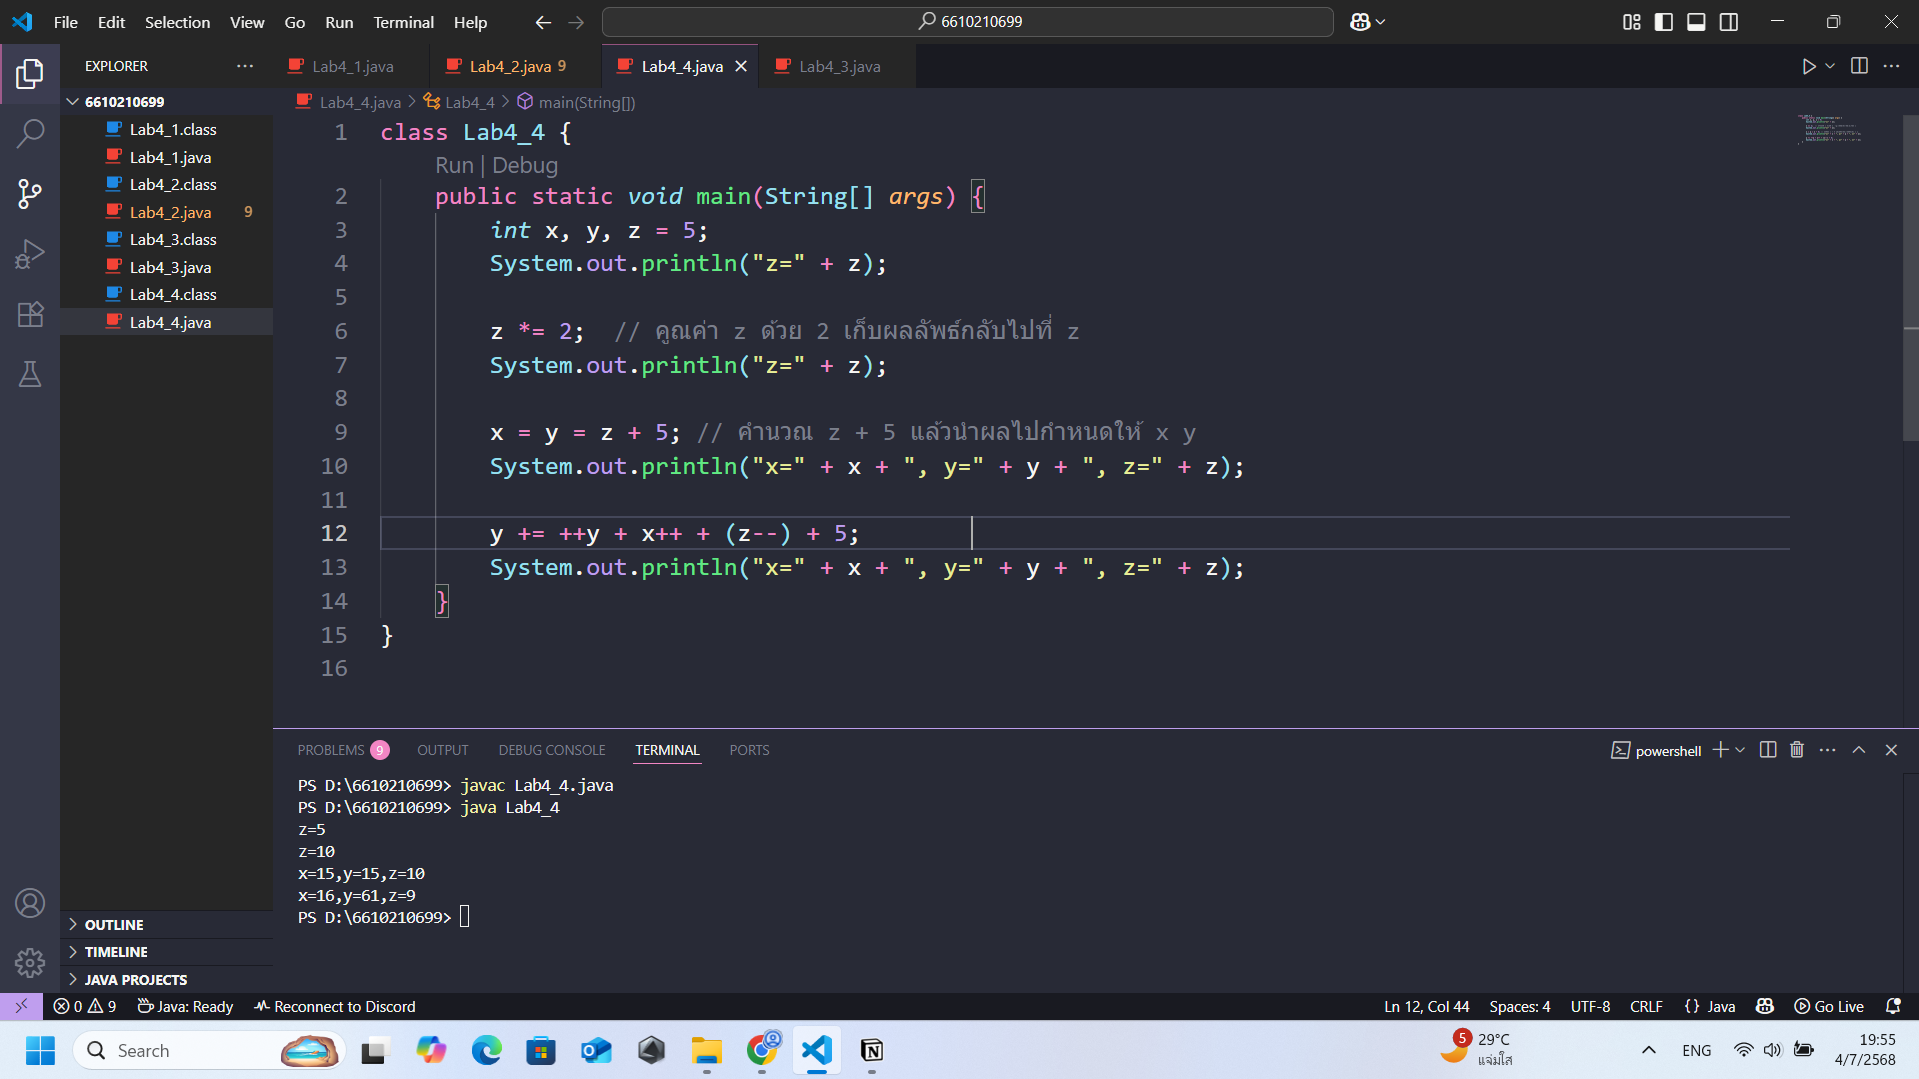 File Edit Selection View Go Run Terminal Help
6610210699
EXPLORER
Lab4_1.java
Lab4_2.java 9
Lab4_4.java
Lab4_3.java
6610210699
Lab4_1.class
Lab4_1.java
Lab4_2.class
Lab4_2.java 9
Lab4_3.class
Lab4_3.java
Lab4_4.class
Lab4_4.java
OUTLINE
TIMELINE
JAVA PROJECTS
Lab4_4.java > Lab4_4 > main(String[])
1 class Lab4_4 {
Run | Debug
2 public static void main(String[] args) {
3 int x, y, z = 5;
4 System.out.println("z=" + z);
5
6 z *= 2; // คูณค่า z ด้วย 2 เก็บผลลัพธ์กลับไปที่ z
7 System.out.println("z=" + z);
8
9 x = y = z + 5; // คำนวณ z + 5 แล้วนำผลไปกำหนดให้ x y
10 System.out.println("x=" + x + ", y=" + y + ", z=" + z);
11
12 y += ++y + x++ + (z--) + 5;
13 System.out.println("x=" + x + ", y=" + y + ", z=" + z);
14 }
15 }
16
PROBLEMS 9 OUTPUT DEBUG CONSOLE TERMINAL PORTS
powershell
PS D:\6610210699> javac Lab4_4.java
PS D:\6610210699> java Lab4_4
z=5
z=10
x=15,y=15,z=10
x=16,y=61,z=9
PS D:\6610210699>
0 9 Java: Ready Reconnect to Discord
Ln 12, Col 44 Spaces: 4 UTF-8 CRLF {} Java Go Live
Search
5
29°C
แจ่มใส
ENG
19:55
4/7/2568